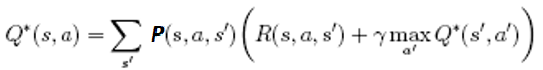 Q*(s, a) = ∑_{s′} P(s, a, s′) ( R(s, a, s′) + γ max_{a′} Q*(s′, a′) )